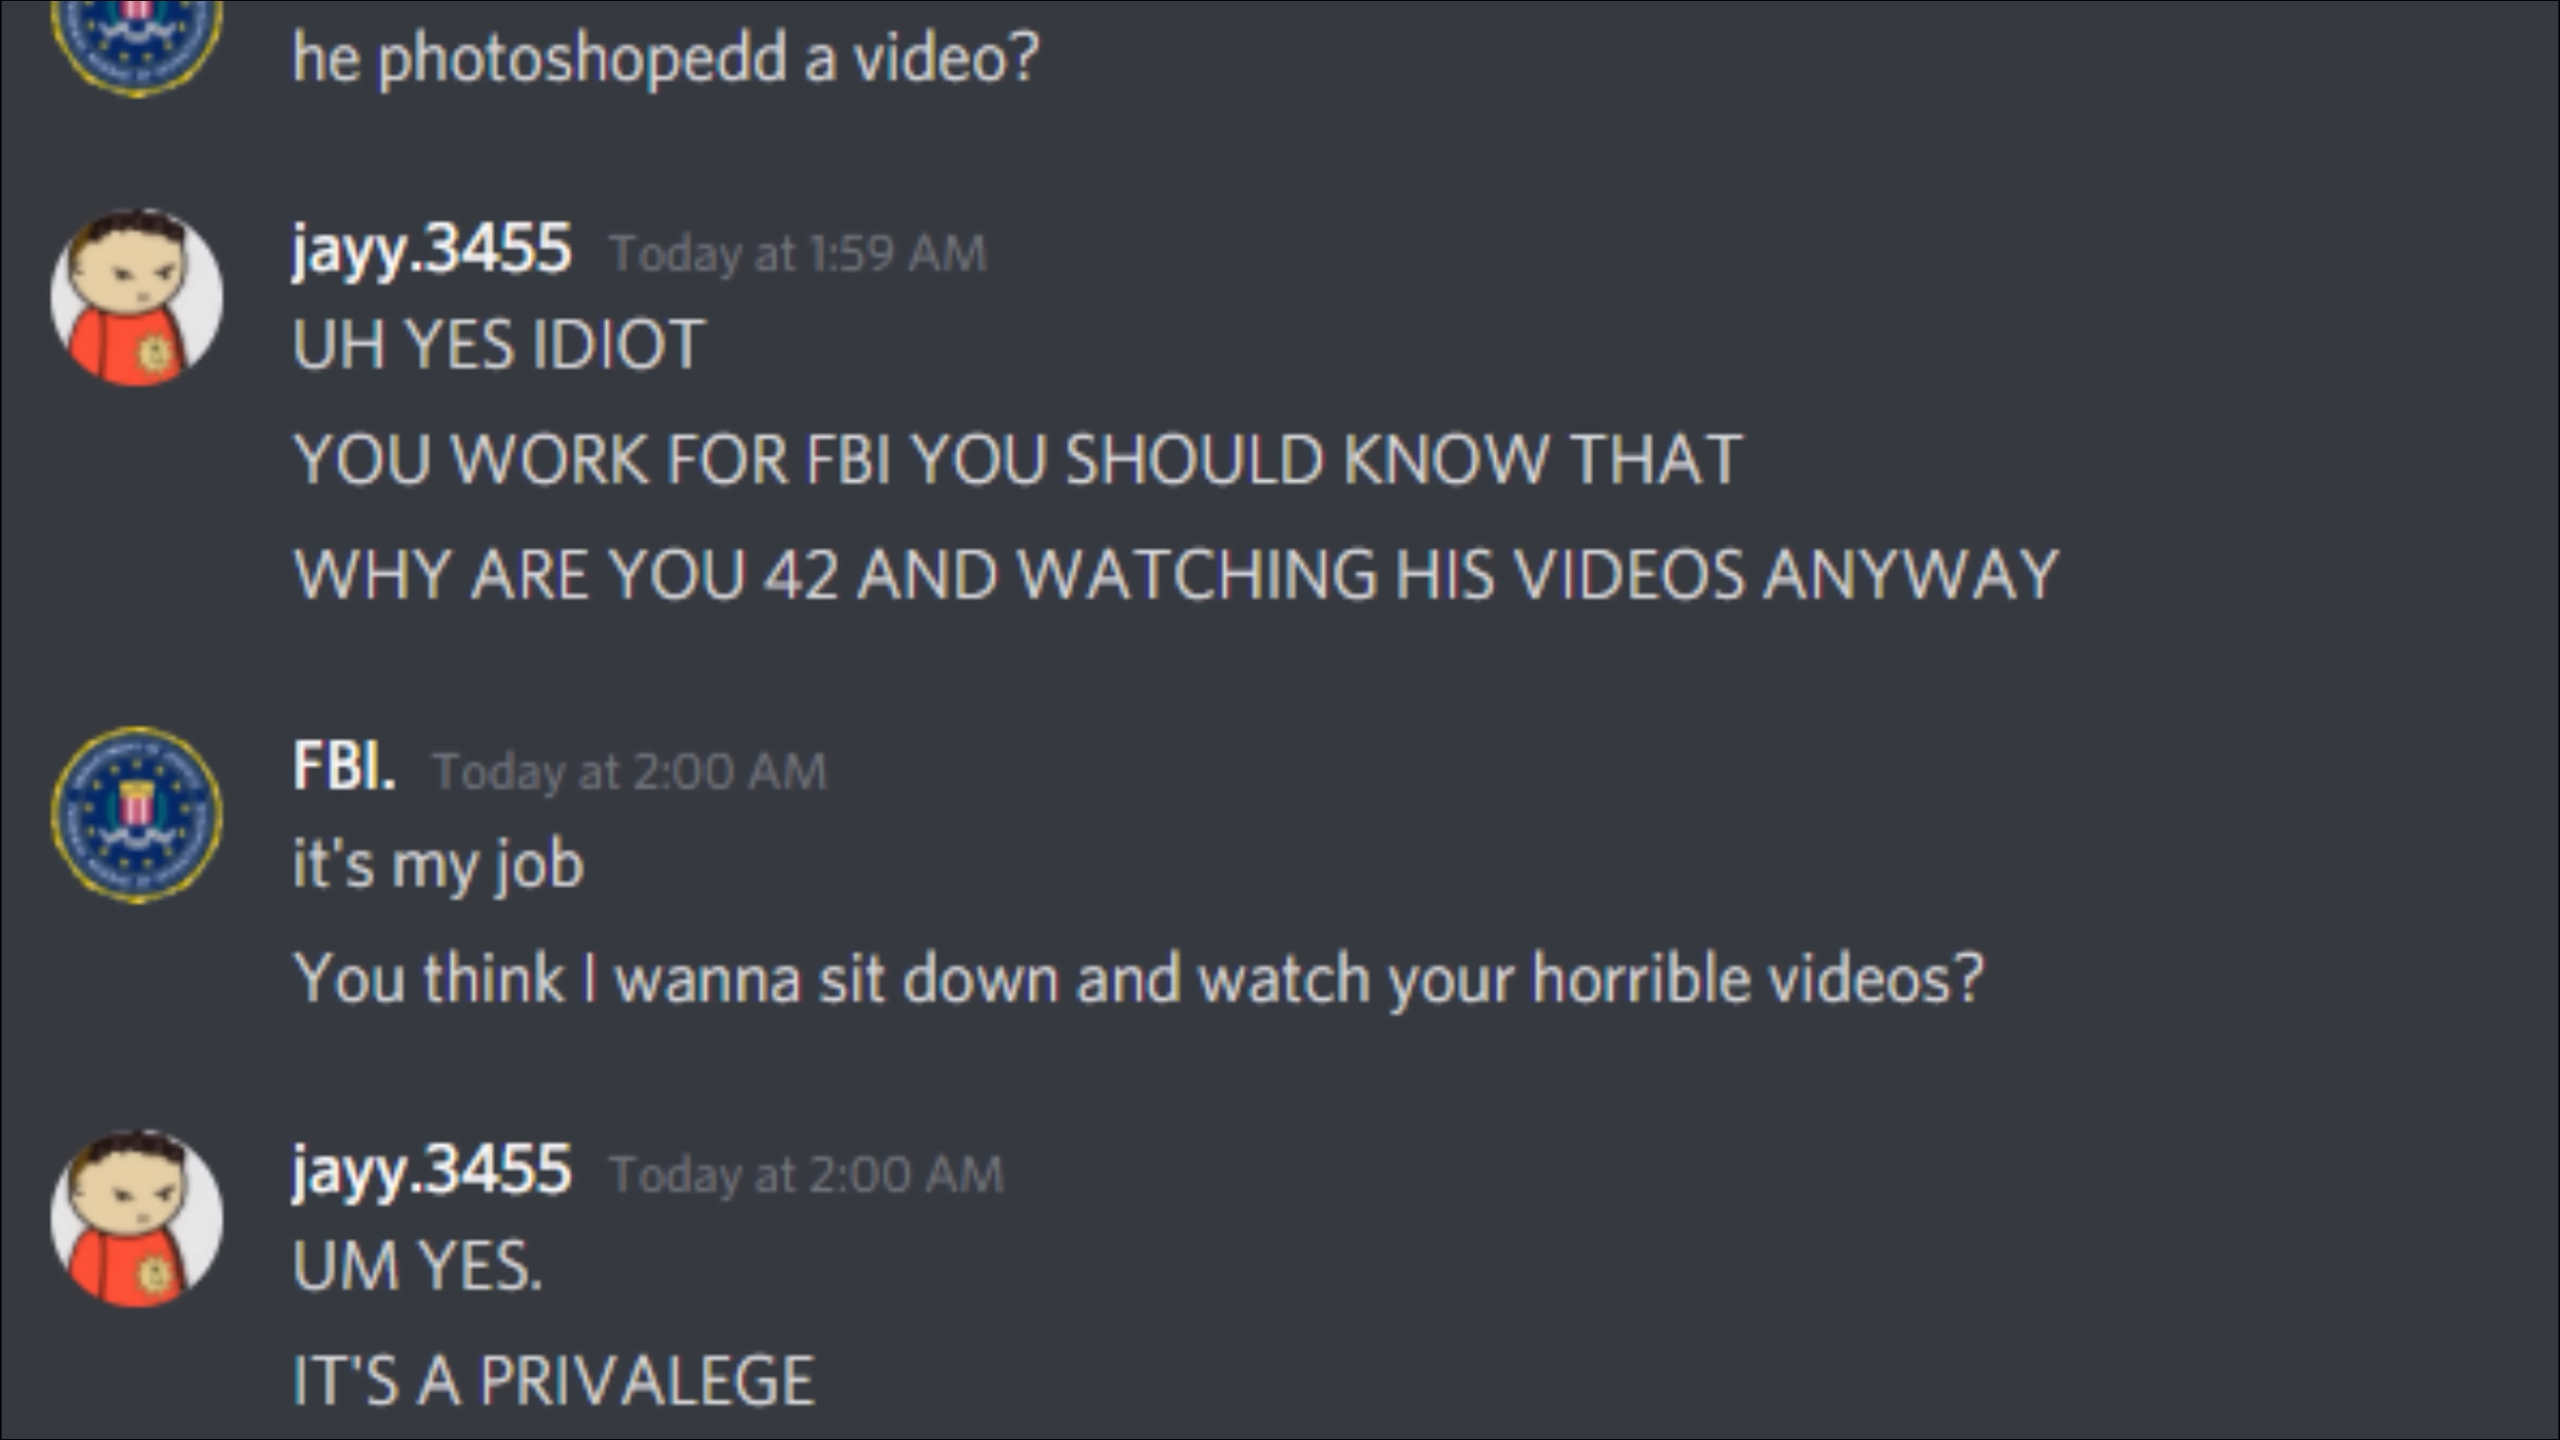 he photoshopedd a video?
jayy.3455 Today at 1:59 AM
UH YES IDIOT
YOU WORK FOR FBI YOU SHOULD KNOW THAT
WHY ARE YOU 42 AND WATCHING HIS VIDEOS ANYWAY
FBI. Today at 2:00 AM
it's my job
You think I wanna sit down and watch your horrible videos?
jayy.3455 Today at 2:00 AM
UM YES.
IT'S A PRIVALEGE